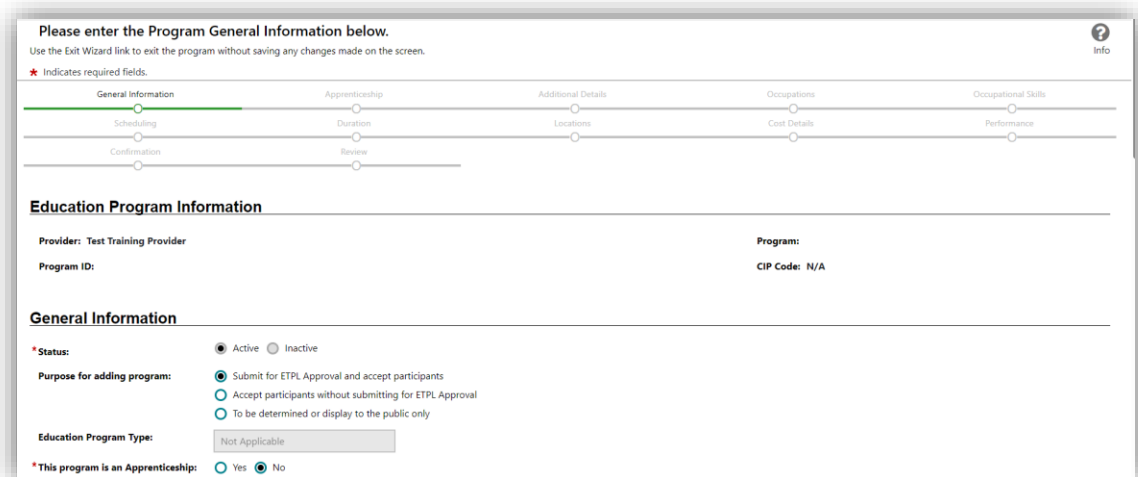 Please enter the Program General Information below.
Info
Use the Exit Wizard link to exit the program without saving any changes made on the screen.
★ Indicates required fields.
General Information Apprenticeship Additional Details Occupations Occupational Skills
Scheduling Duration Locations Cost Details Performance
Confirmation Review
Education Program Information
Provider: Test Training Provider Program:
Program ID: CIP Code: N/A
General Information
*Status: Active Inactive
Purpose for adding program: Submit for ETPL Approval and accept participants
Accept participants without submitting for ETPL Approval
To be determined or display to the public only
Education Program Type: Not Applicable
*This program is an Apprenticeship: Yes No